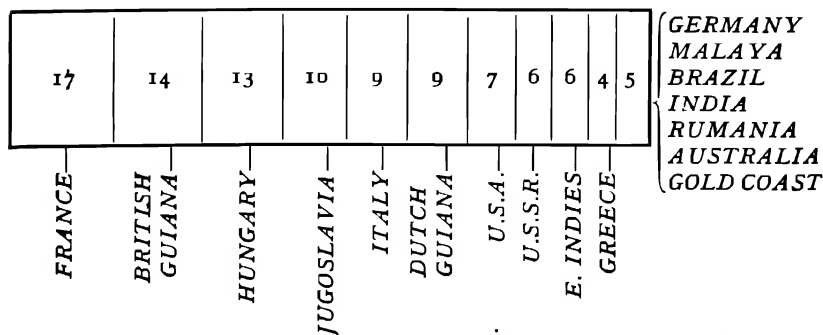 17 14 13 10 9 9 7 6 6 4 5
GERMANY
MALAYA
BRAZIL
INDIA
RUMANIA
AUSTRALIA
GOLD COAST
FRANCE
BRITISH
GUIANA
HUNGARY
JUGOSLAVIA
ITALY
DUTCH
GUIANA
U.S.A.
U.S.S.R.
E. INDIES
GREECE